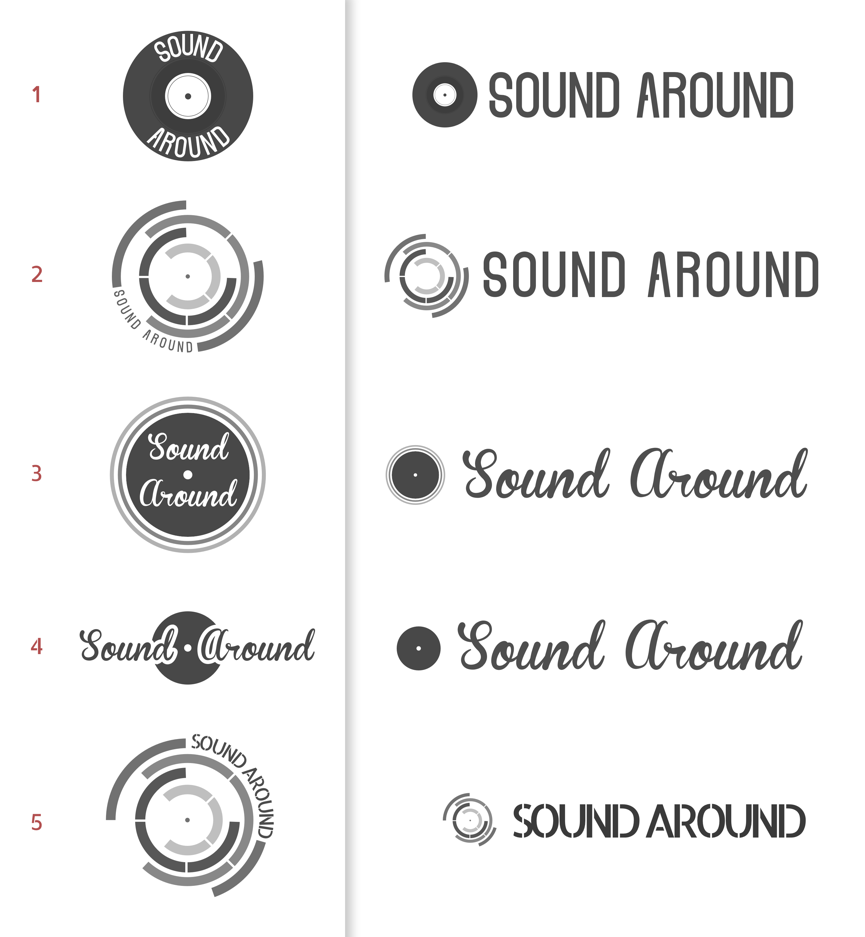 1
SOUND
AROUND
SOUND AROUND
2
SOUND AROUND
SOUND AROUND
3
Sound
Around
Sound Around
4
Sound · Around
Sound Around
5
SOUND AROUND
SOUND AROUND